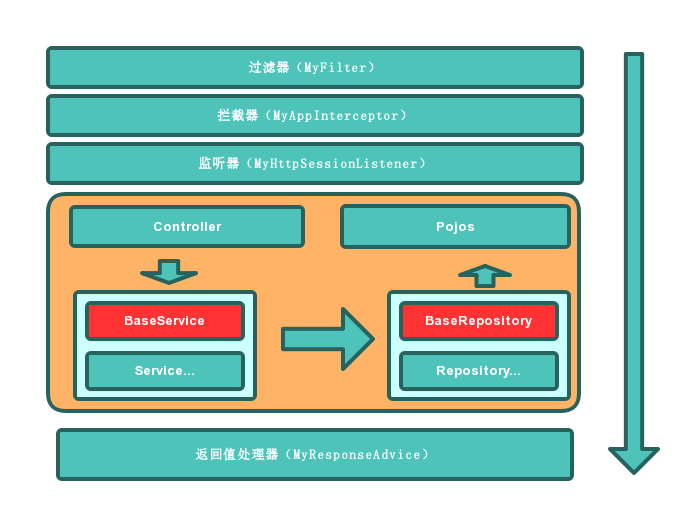 过滤器（MyFilter）
拦截器（MyAppInterceptor）
监听器（MyHttpSessionListener）
Controller
Pojos
BaseService
BaseRepository
Service...
Repository...
返回值处理器（MyResponseAdvice）